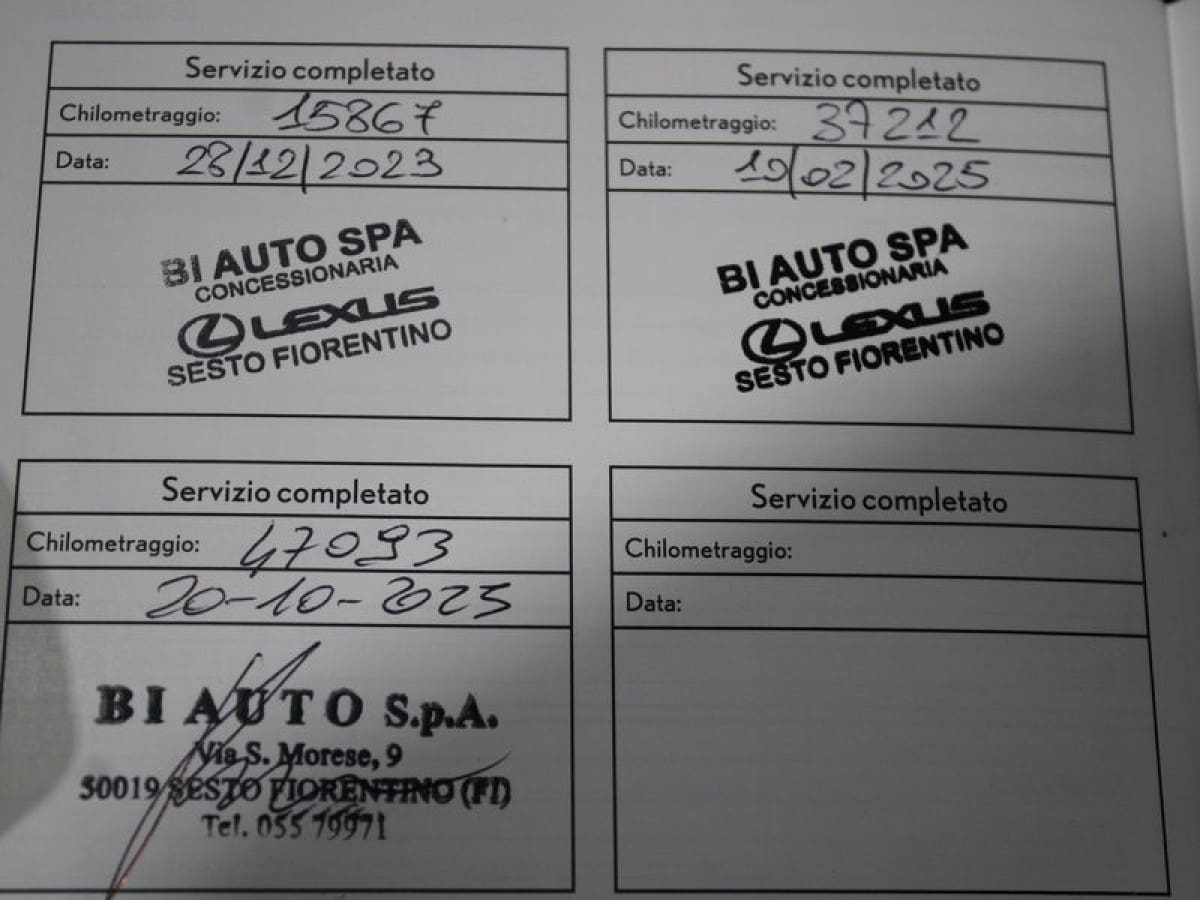 Servizio completato
Chilometraggio: 15867
Data: 28/12/2023
BI AUTO SPA
CONCESSIONARIA
LEXUS
SESTO FIORENTINO
Servizio completato
Chilometraggio: 37212
Data: 10/02/2025
BI AUTO SPA
CONCESSIONARIA
LEXUS
SESTO FIORENTINO
Servizio completato
Chilometraggio: 47093
Data: 20-10-2025
BI AUTO S.p.A.
Via S. Morese, 9
50019 SESTO FIORENTINO (FI)
Tel. 055 79971
Servizio completato
Chilometraggio:
Data: